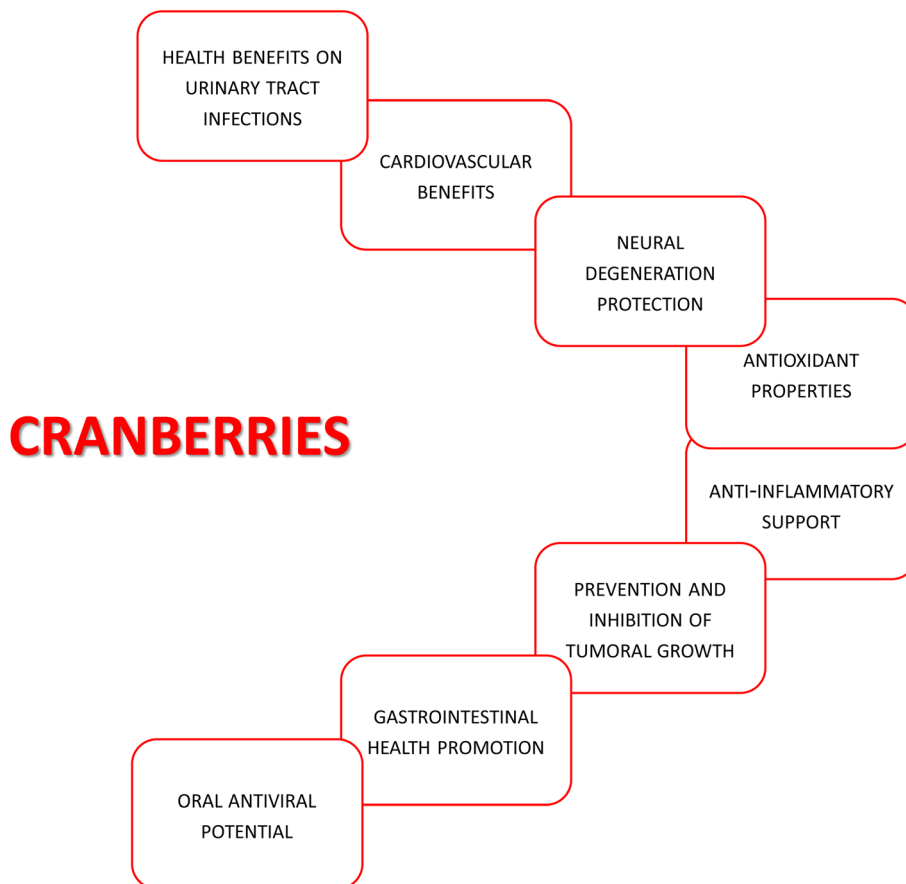 HEALTH BENEFITS ON
URINARY TRACT
INFECTIONS
CARDIOVASCULAR
BENEFITS
NEURAL
DEGENERATION
PROTECTION
ANTIOXIDANT
PROPERTIES
CRANBERRIES
ANTI-INFLAMMATORY
SUPPORT
PREVENTION AND
INHIBITION OF
TUMORAL GROWTH
GASTROINTESTINAL
HEALTH PROMOTION
ORAL ANTIVIRAL
POTENTIAL